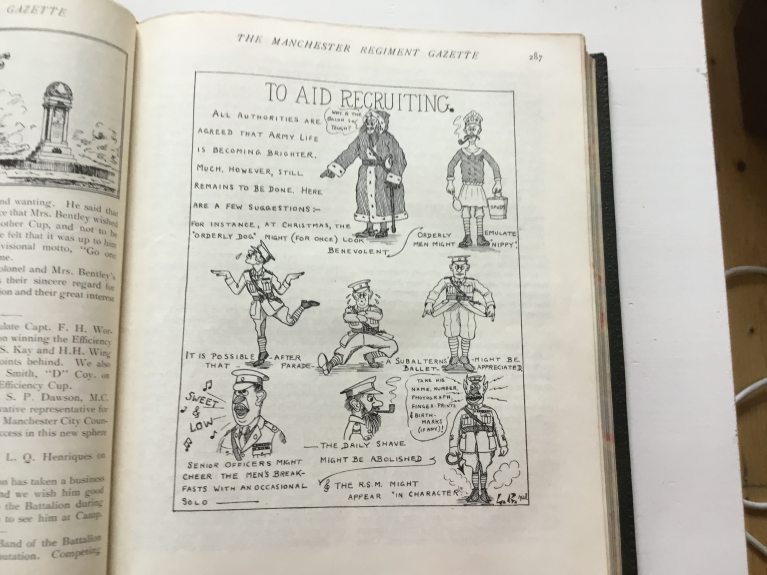 GAZETTE
nd wanting. He said that
ce that Mrs. Bentley wished
other Cup, and not to be
e felt that it was up to him
visional motto, "Go one
ne.
olonel and Mrs. Bentley's
s their sincere regard for
ion and their great interest
ulate Capt. F. H. Wor-
on winning the Efficiency
S. Kay and H.H. Wing
oints behind. We also
Smith, "D" Coy. on
Efficiency Cup.
S. P. Dawson, M.C.
vative representative for
Manchester City Coun-
ccess in this new sphere
L. Q. Henriques on
on has taken a business
nd we wish him good
the Battalion during
to see him at Camp.
Band of the Battalion
utation. Competing
THE MANCHESTER REGIMENT GAZETTE
287
TO AID RECRUITING.
ALL AUTHORITIES ARE
AGREED THAT ARMY LIFE
IS BECOMING BRIGHTER.
MUCH, HOWEVER, STILL
REMAINS TO BE DONE. HERE
ARE A FEW SUGGESTIONS:-
FOR INSTANCE, AT CHRISTMAS, THE
"ORDERLY DOG" MIGHT (FOR ONCE) LOOK
BENEVOLENT.
WHY IS THE
BACON SO
TOUGH?
SPUDS
ORDERLY
MEN MIGHT
EMULATE
"NIPPY".
IT IS POSSIBLE
THAT
AFTER
PARADE
A SUBALTERNS
BALLET
MIGHT BE
APPRECIATED
SWEET
&
LOW
SENIOR OFFICERS MIGHT
CHEER THE MEN'S BREAK-
FASTS WITH AN OCCASIONAL
SOLO
THE DAILY SHAVE
MIGHT BE ABOLISHED
TAKE HIS
NAME, NUMBER,
PHOTOGRAPH,
FINGER-PRINTS
& BIRTH-
MARKS
(IF ANY)!
& THE R.S.M. MIGHT
APPEAR "IN CHARACTER"